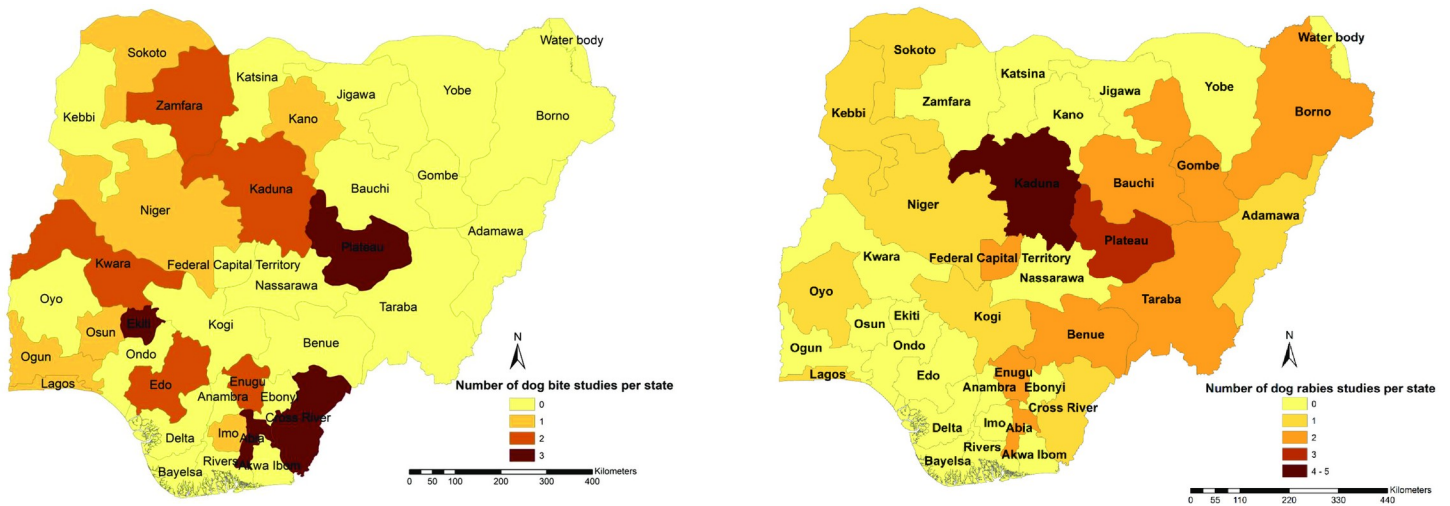 Sokoto
Water body
Katsina
Yobe
Jigawa
Zamfara
Kano
Kebbi
Borno
Gombe
Bauchi
Kaduna
Niger
Adamawa
Plateau
Kwara
Federal Capital Territory
Nassarawa
Oyo
Taraba
Kogi
Ekiti
Osun
Benue
Ondo
Ogun
Lagos
Edo
Enugu
Anambra
Ebonyi
Cross River
Imo
Abia
Delta
Rivers
Akwa Ibom
Bayelsa
N
Number of dog bite studies per state
0
1
2
3
Kilometers
0 50 100 200 300 400
Water body
Sokoto
Katsina
Jigawa
Yobe
Zamfara
Kano
Kebbi
Borno
Gombe
Kaduna
Bauchi
Niger
Adamawa
Plateau
Kwara
Federal Capital Territory
Nassarawa
Oyo
Taraba
Kogi
Ekiti
Osun
Benue
Ondo
Ogun
Lagos
Edo
Enugu
Anambra
Ebonyi
Cross River
Imo
Abia
Delta
Rivers
Akwa Ibom
Bayelsa
N
Number of dog rabies studies per state
0
1
2
3
4 - 5
Kilometers
0 55 110 220 330 440